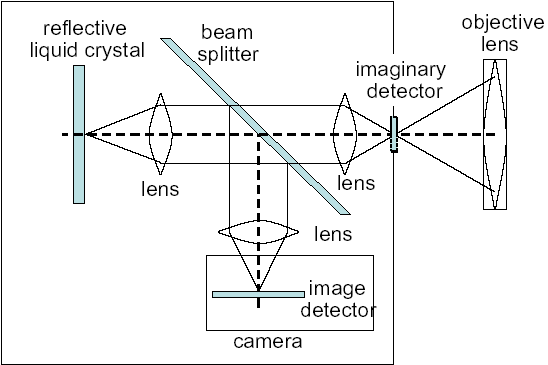 reflective
liquid crystal
beam
splitter
objective
lens
imaginary
detector
lens
lens
lens
image
detector
camera